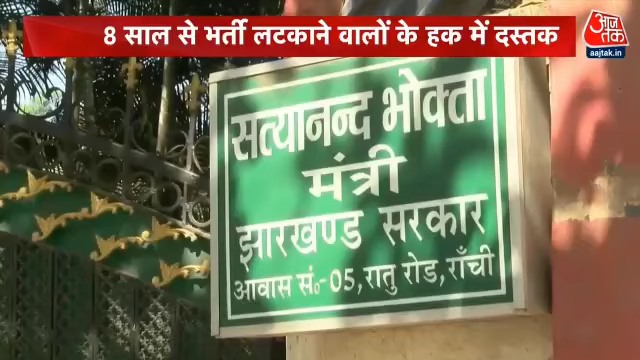 8 साल से भर्ती लटकाने वालों के हक में दस्तक
आज तक
aajtak.in
सत्यानन्द भोक्ता
मंत्री
झारखण्ड सरकार
आवास सं०-05, रातु रोड, राँची